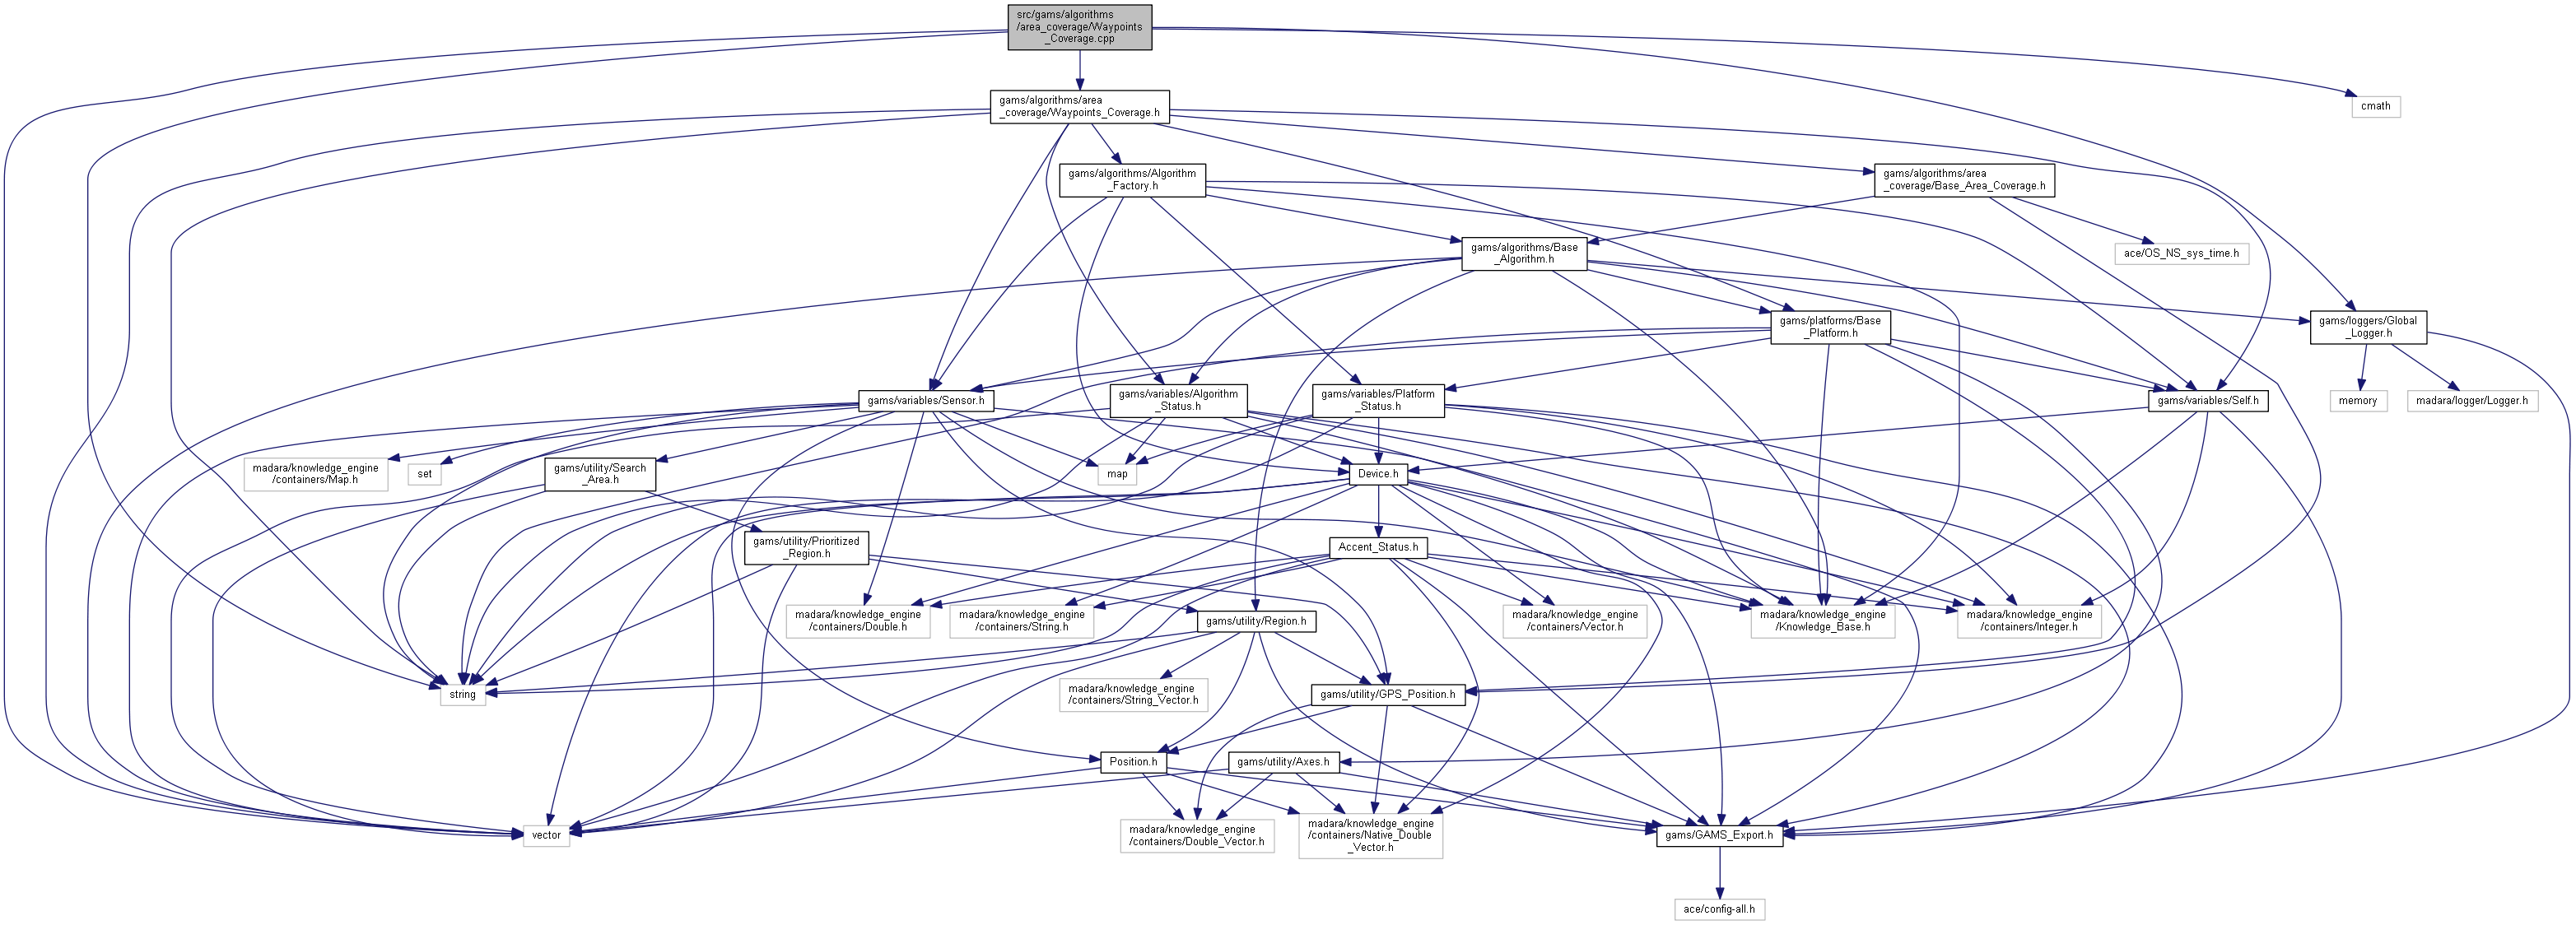 src/gams/algorithms
/area_coverage/Waypoints
_Coverage.cpp
gams/algorithms/area
_coverage/Waypoints_Coverage.h
cmath
gams/algorithms/Algorithm
_Factory.h
gams/algorithms/area
_coverage/Base_Area_Coverage.h
gams/algorithms/Base
_Algorithm.h
ace/OS_NS_sys_time.h
gams/platforms/Base
_Platform.h
gams/loggers/Global
_Logger.h
gams/variables/Sensor.h
gams/variables/Algorithm
_Status.h
gams/variables/Platform
_Status.h
gams/variables/Self.h
memory
madara/logger/Logger.h
madara/knowledge_engine
/containers/Map.h
set
gams/utility/Search
_Area.h
map
Device.h
gams/utility/Prioritized
_Region.h
Accent_Status.h
madara/knowledge_engine
/containers/Double.h
madara/knowledge_engine
/containers/String.h
gams/utility/Region.h
madara/knowledge_engine
/containers/Vector.h
madara/knowledge_engine
/Knowledge_Base.h
madara/knowledge_engine
/containers/Integer.h
string
madara/knowledge_engine
/containers/String_Vector.h
gams/utility/GPS_Position.h
Position.h
gams/utility/Axes.h
vector
madara/knowledge_engine
/containers/Double_Vector.h
madara/knowledge_engine
/containers/Native_Double
_Vector.h
gams/GAMS_Export.h
ace/config-all.h